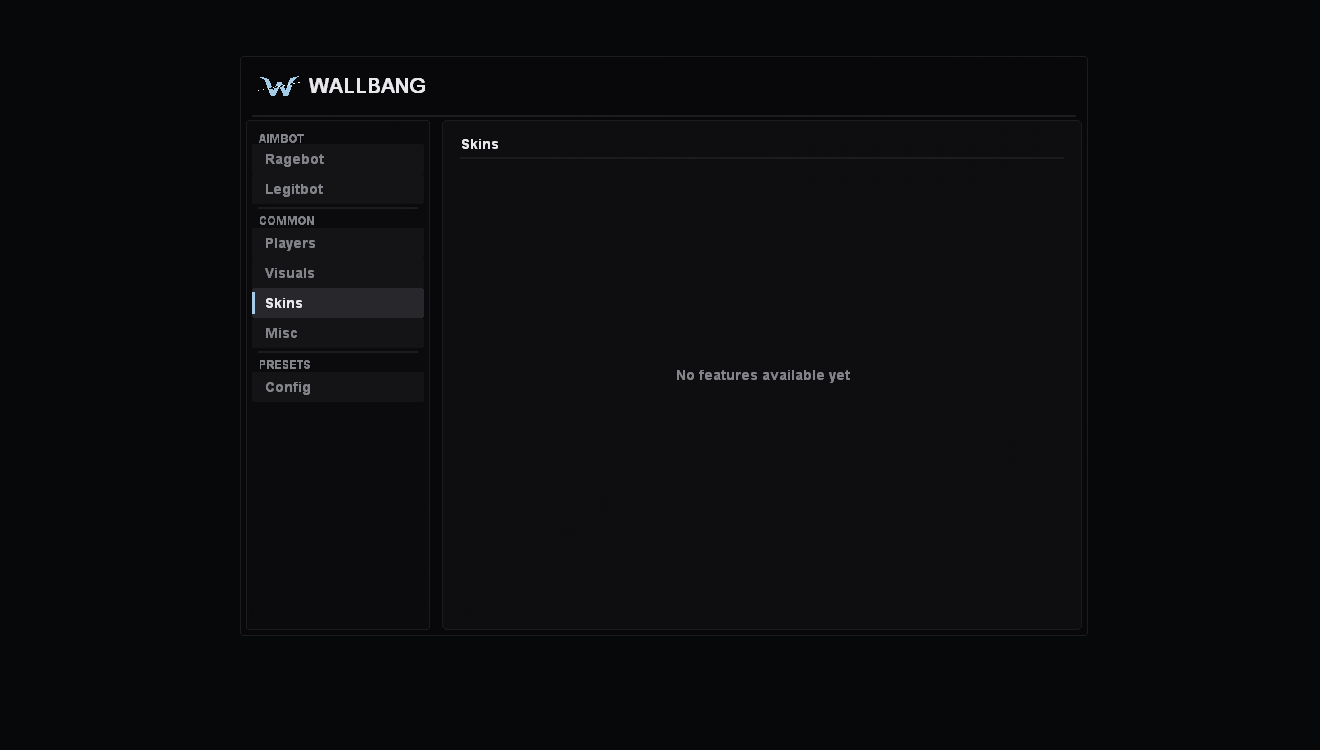 WALLBANG
AIMBOT
Ragebot
Legitbot
COMMON
Players
Visuals
Skins
Misc
PRESETS
Config
Skins
No features available yet